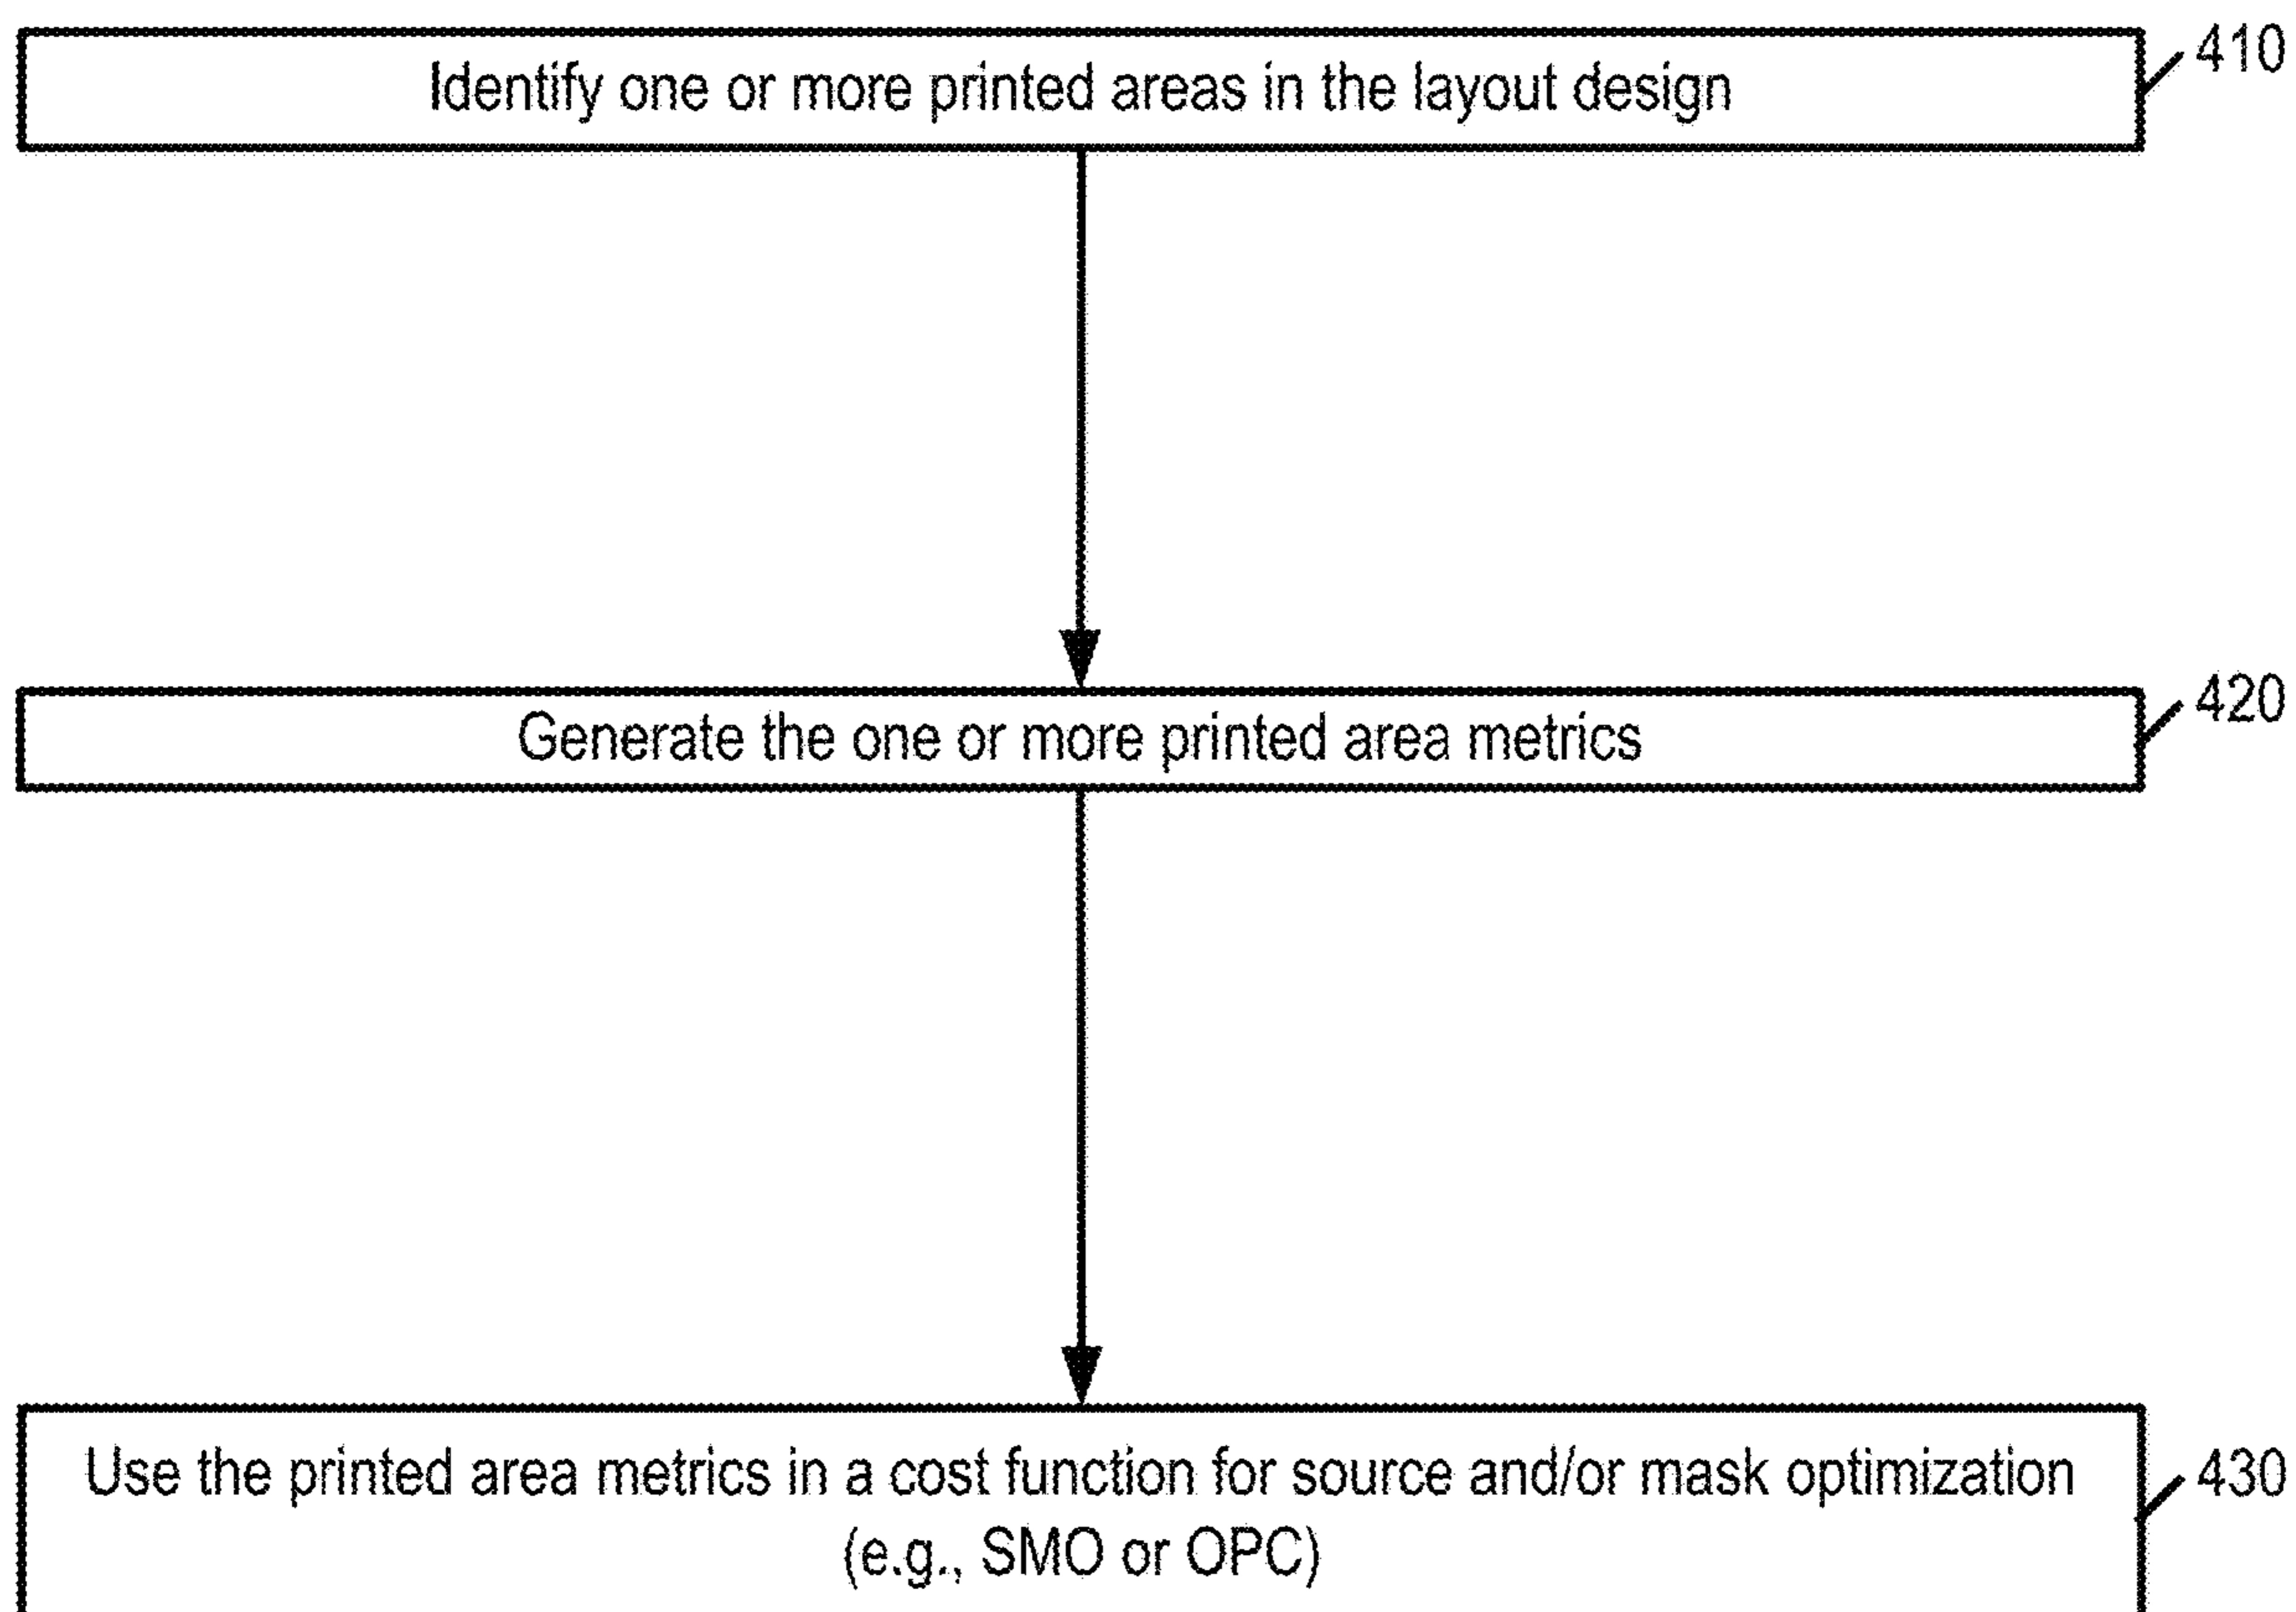 Identify one or more printed areas in the layout design
410
Generate the one or more printed area metrics
420
Use the printed area metrics in a cost function for source and/or mask optimization
(e.g., SMO or OPC)
430